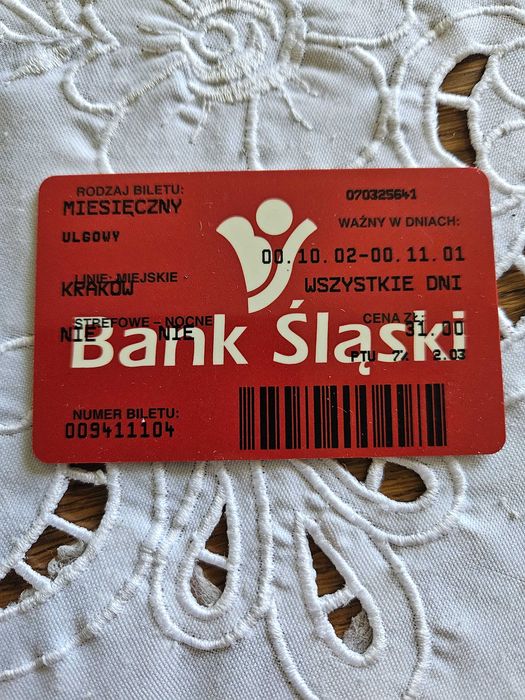 RODZAJ BILETU: 070325641
MIESIĘCZNY
WAŻNY W DNIACH:
ULGOWY
00.10.02-00.11.01
LINIE: MIEJSKIE
KRAKÓW WSZYSTKIE DNI
STREFOWE - NOCNE CENA ZŁ:
NIE NIE 31,00
Bank Śląski
PTU 7% 2.03
NUMER BILETU:
009411104